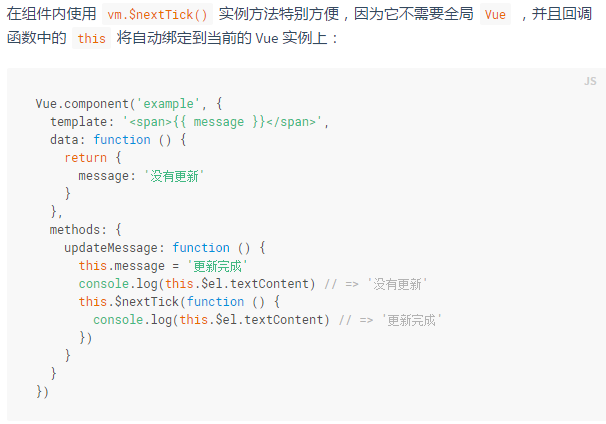 在组件内使用 vm.$nextTick() 实例方法特别方便，因为它不需要全局 Vue ，并且回调
函数中的 this 将自动绑定到当前的 Vue 实例上：
JS
Vue.component('example', {
  template: '<span>{{ message }}</span>',
  data: function () {
    return {
      message: '没有更新'
    }
  },
  methods: {
    updateMessage: function () {
      this.message = '更新完成'
      console.log(this.$el.textContent) // => '没有更新'
      this.$nextTick(function () {
        console.log(this.$el.textContent) // => '更新完成'
      })
    }
  }
})